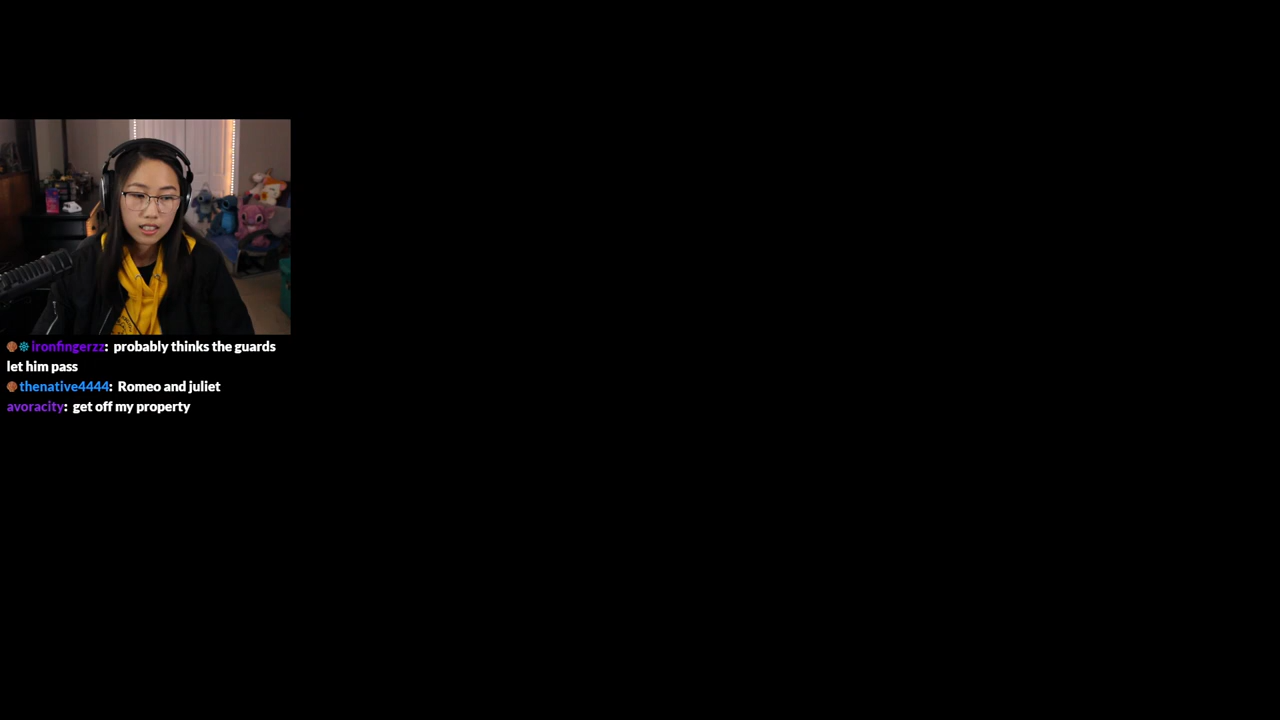 ironfingerzz: probably thinks the guards
let him pass
thenative4444: Romeo and juliet
avoracity: get off my property